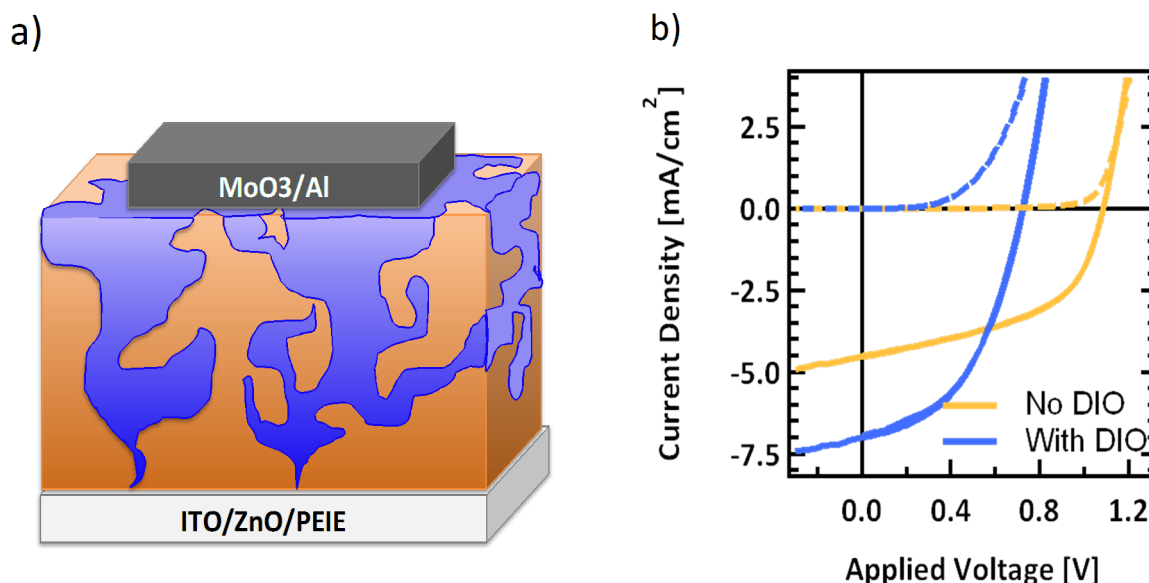 a)
MoO3/Al
ITO/ZnO/PEIE
b)
Current Density [mA/cm²]
2.5
0.0
-2.5
-5.0
-7.5
No DIO
With DIO
0.0 0.4 0.8 1.2
Applied Voltage [V]